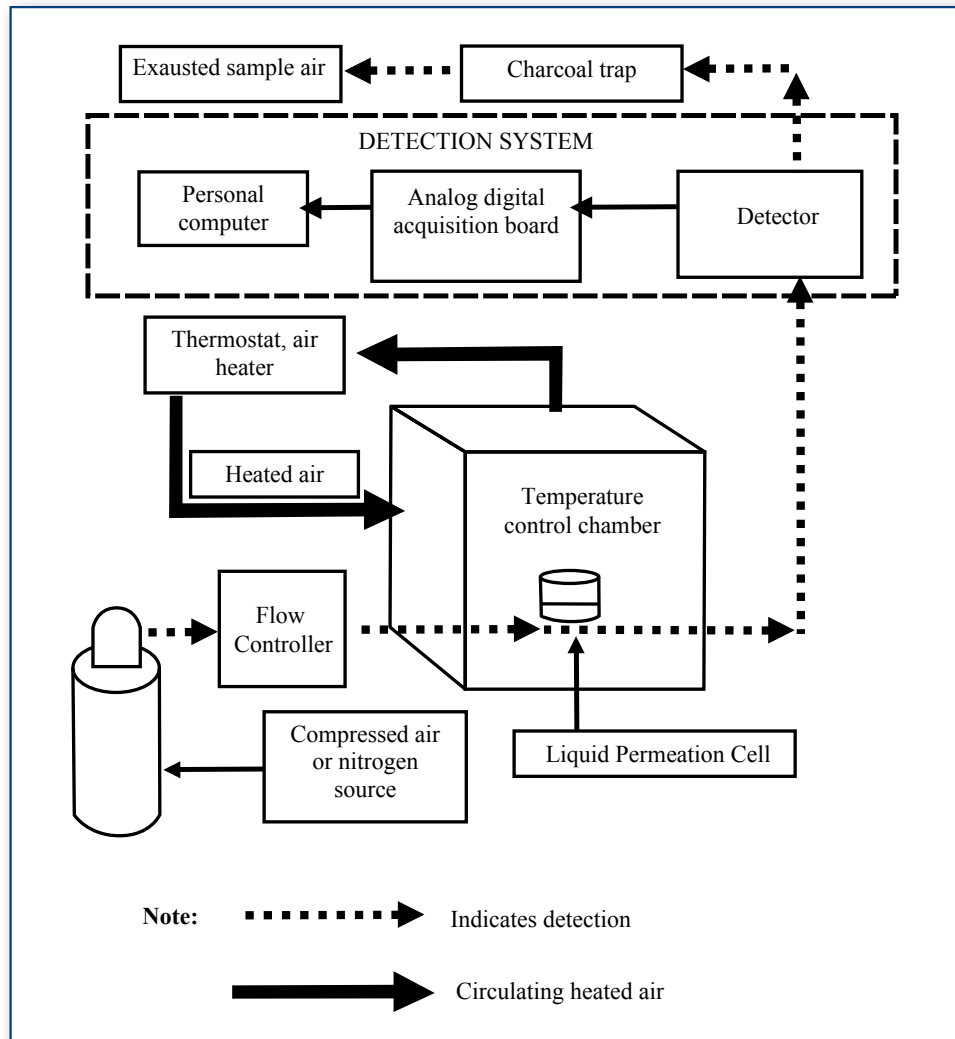 Exausted sample air
Charcoal trap
DETECTION SYSTEM
Personal
computer
Analog digital
acquisition board
Detector
Thermostat, air
heater
Heated air
Temperature
control chamber
Flow
Controller
Compressed air
or nitrogen
source
Liquid Permeation Cell
Note:
Indicates detection
Circulating heated air